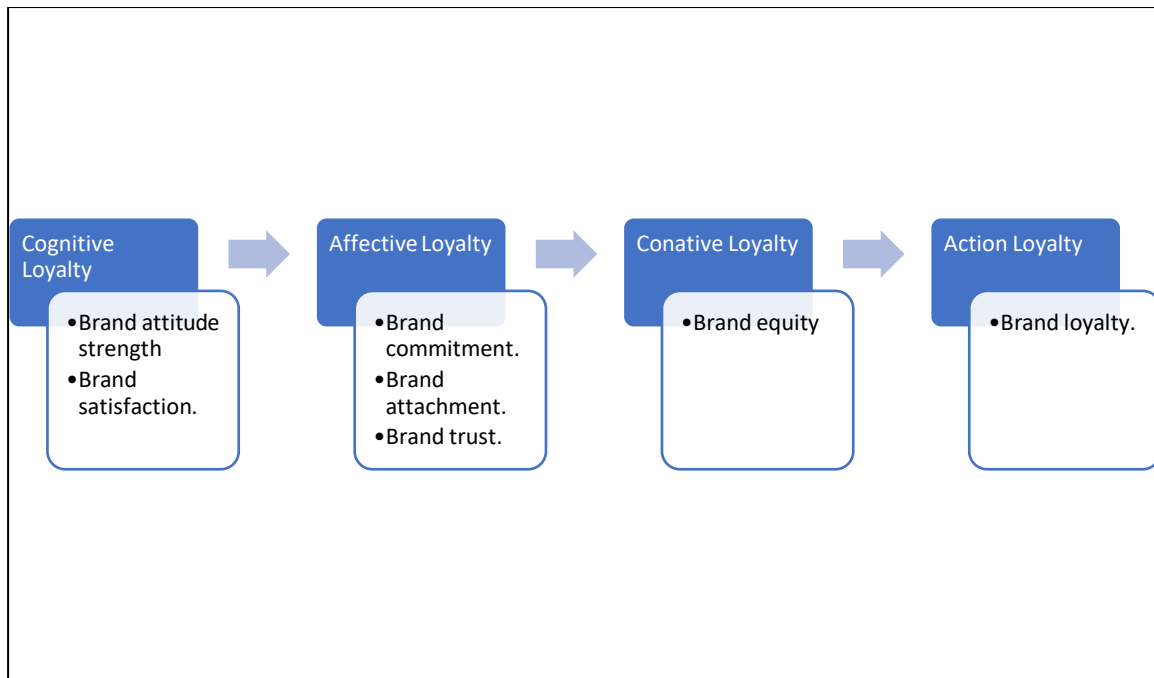 Cognitive
Loyalty
•Brand attitude
strength
•Brand
satisfaction.
Affective Loyalty
•Brand
commitment.
•Brand
attachment.
•Brand trust.
Conative Loyalty
•Brand equity
Action Loyalty
•Brand loyalty.